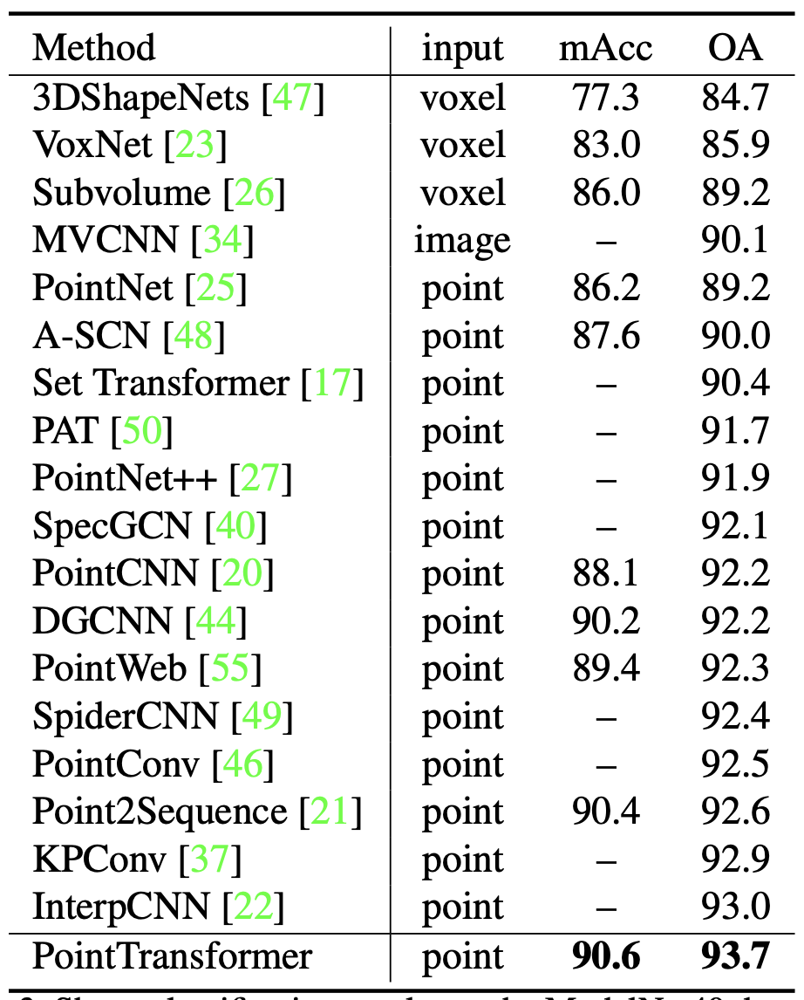 Method input mAcc OA
3DShapeNets [47] voxel 77.3 84.7
VoxNet [23] voxel 83.0 85.9
Subvolume [26] voxel 86.0 89.2
MVCNN [34] image – 90.1
PointNet [25] point 86.2 89.2
A-SCN [48] point 87.6 90.0
Set Transformer [17] point – 90.4
PAT [50] point – 91.7
PointNet++ [27] point – 91.9
SpecGCN [40] point – 92.1
PointCNN [20] point 88.1 92.2
DGCNN [44] point 90.2 92.2
PointWeb [55] point 89.4 92.3
SpiderCNN [49] point – 92.4
PointConv [46] point – 92.5
Point2Sequence [21] point 90.4 92.6
KPConv [37] point – 92.9
InterpCNN [22] point – 93.0
PointTransformer point 90.6 93.7